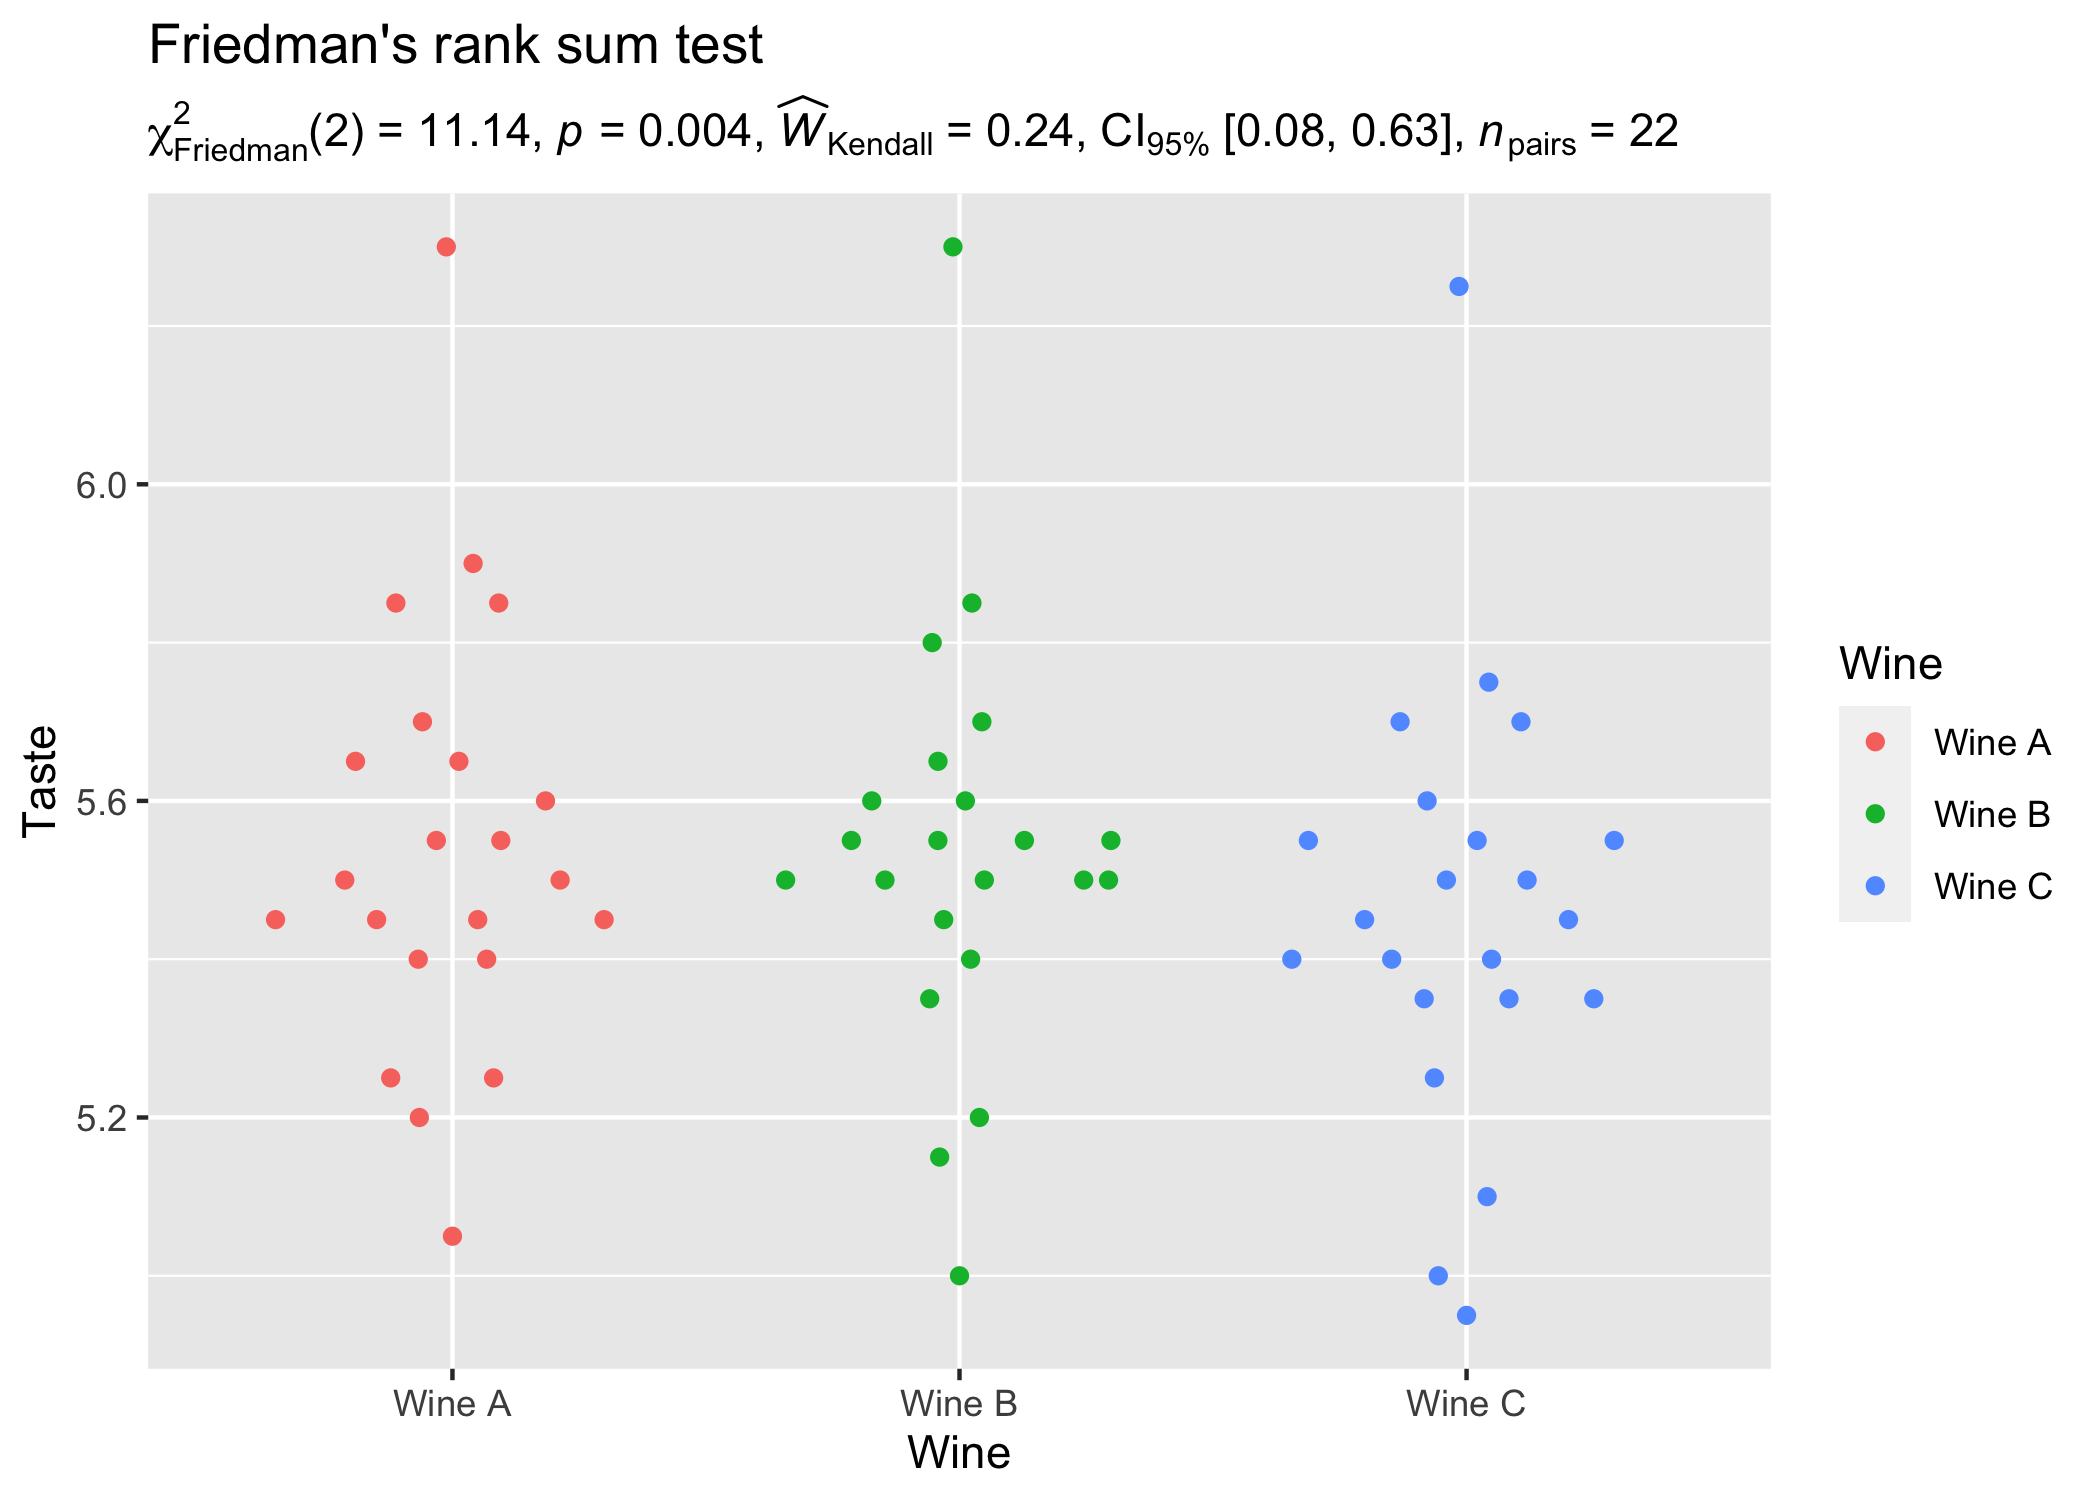 Friedman's rank sum test
χ²Friedman(2) = 11.14, p = 0.004, ŴKendall = 0.24, CI95% [0.08, 0.63], npairs = 22
6.0
5.6
5.2
Taste
Wine A Wine B Wine C
Wine
Wine
Wine A
Wine B
Wine C